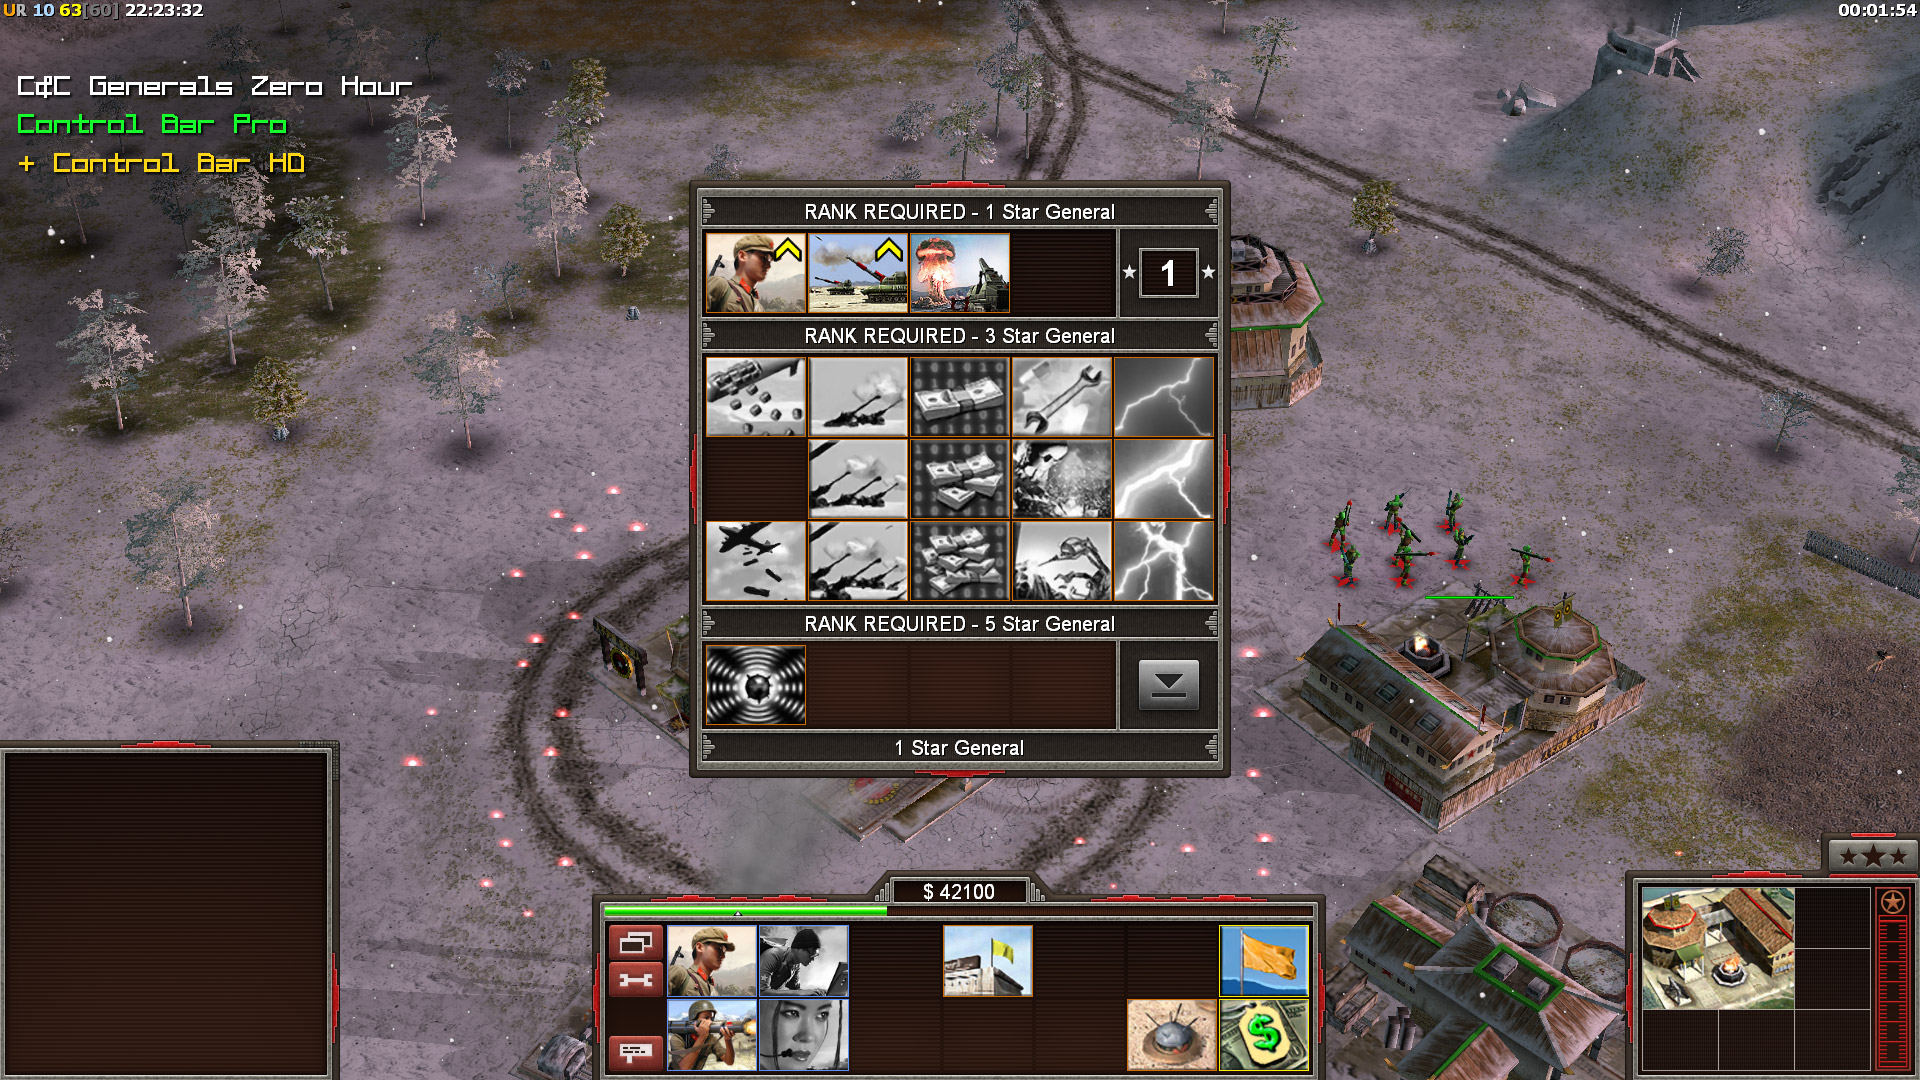 UR 10 63[60] 22:23:32
00:01:54
C&C Generals Zero Hour
Control Bar Pro
+ Control Bar HD
RANK REQUIRED - 1 Star General
1
RANK REQUIRED - 3 Star General
RANK REQUIRED - 5 Star General
1 Star General
$ 42100